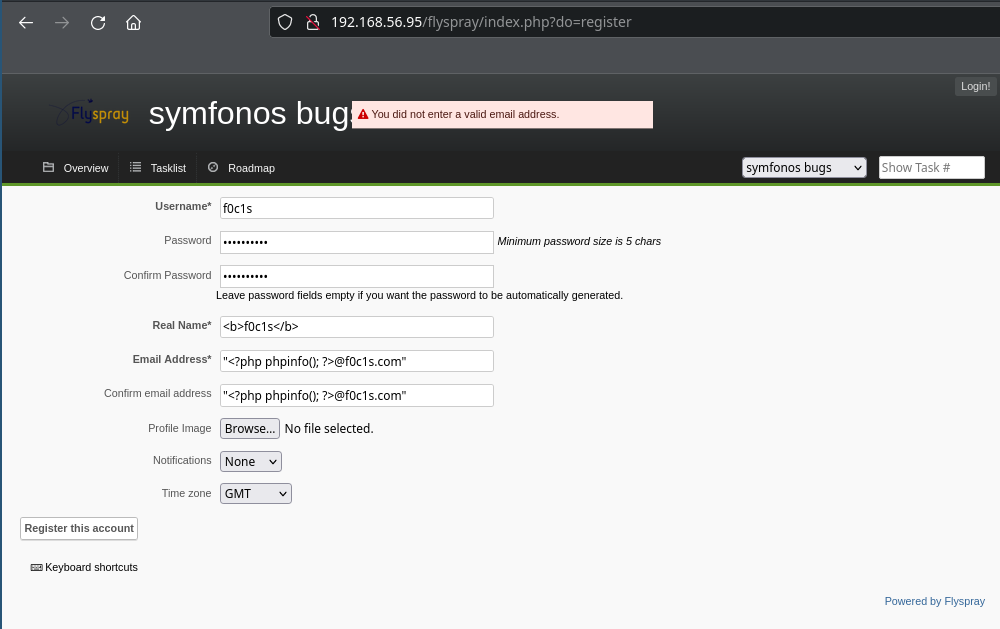 192.168.56.95/flyspray/index.php?do=register
Login!
Flyspray symfonos bugs
You did not enter a valid email address.
Overview Tasklist Roadmap symfonos bugs Show Task #
Username* f0c1s
Password •••••••••• Minimum password size is 5 chars
Confirm Password ••••••••••
Leave password fields empty if you want the password to be automatically generated.
Real Name* <b>f0c1s</b>
Email Address* "<?php phpinfo(); ?>@f0c1s.com"
Confirm email address "<?php phpinfo(); ?>@f0c1s.com"
Profile Image Browse... No file selected.
Notifications None
Time zone GMT
Register this account
Keyboard shortcuts
Powered by Flyspray